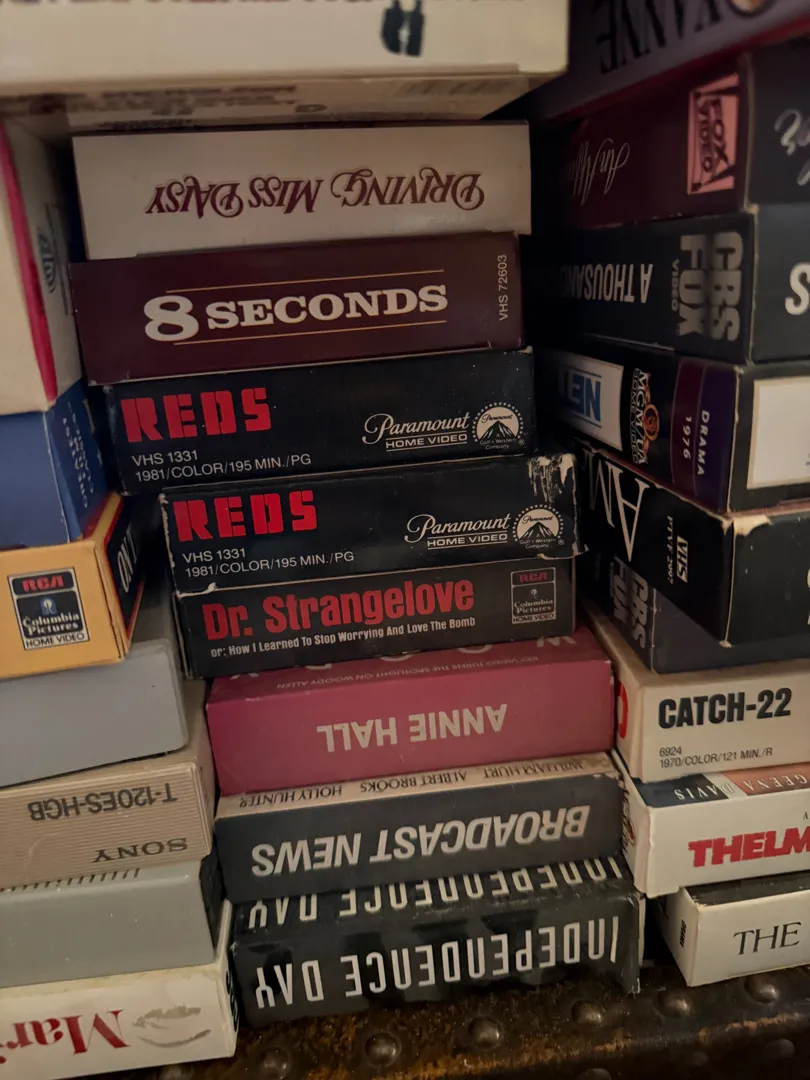 DRIVING MISS DAISY
8 SECONDS
VHS 72603
REDS
Paramount
HOME VIDEO
VHS 1331
1981/COLOR/195 MIN./PG
REDS
Paramount
HOME VIDEO
VHS 1331
1981/COLOR/195 MIN./PG
Dr. Strangelove
or: How I Learned To Stop Worrying And Love The Bomb
RCA
Columbia
Pictures
ANNIE HALL
WILLIAM HURT ALBERT BROOKS HOLLY HUNTER
BROADCAST NEWS
INDEPENDENCE DAY
INDEPENDENCE DAY
RCA
Columbia
Pictures
HOME VIDEO
T-120ES-HGB
SONY
FOX
VIDEO
A THOUSAND
CBS
FOX
VIDEO
MGM/UA
DRAMA
1976
VHS
CBS
FOX
CATCH-22
6924
1970/COLOR/121 MIN./R
GEENA DAVIS
THELM
THE